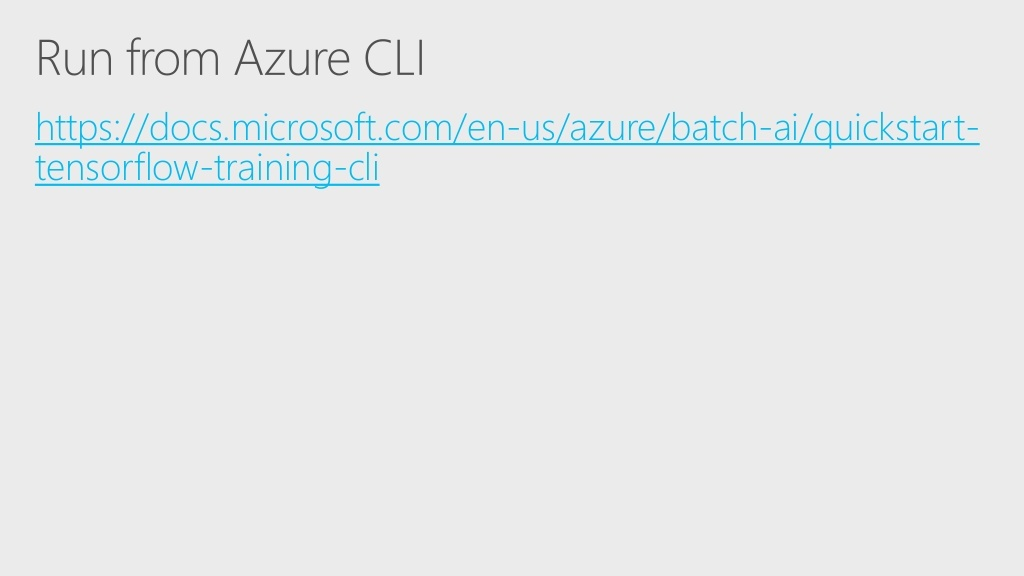 Run from Azure CLI
https://docs.microsoft.com/en-us/azure/batch-ai/quickstart-
tensorflow-training-cli